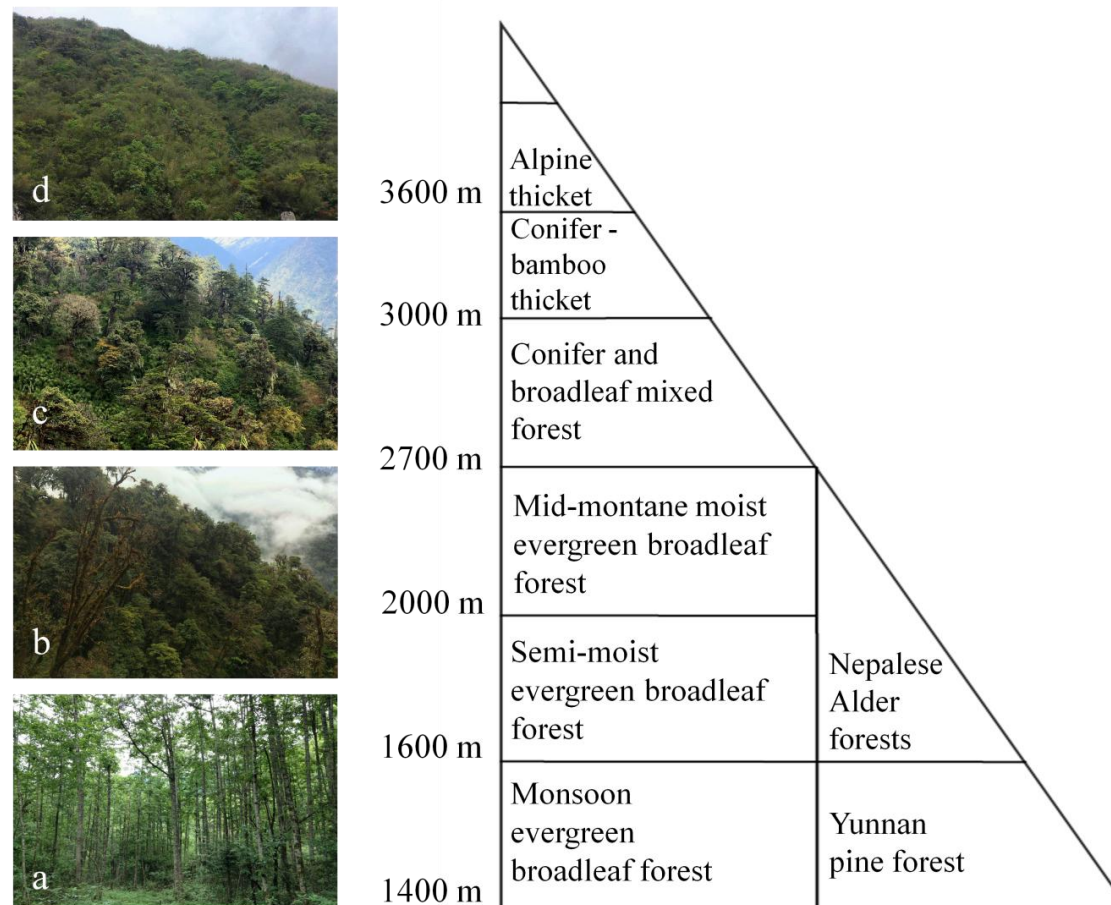 d
c
b
a
3600 m
3000 m
2700 m
2000 m
1600 m
1400 m
Alpine
thicket
Conifer -
bamboo
thicket
Conifer and
broadleaf mixed
forest
Mid-montane moist
evergreen broadleaf
forest
Semi-moist
evergreen broadleaf
forest
Nepalese
Alder
forests
Monsoon
evergreen
broadleaf forest
Yunnan
pine forest